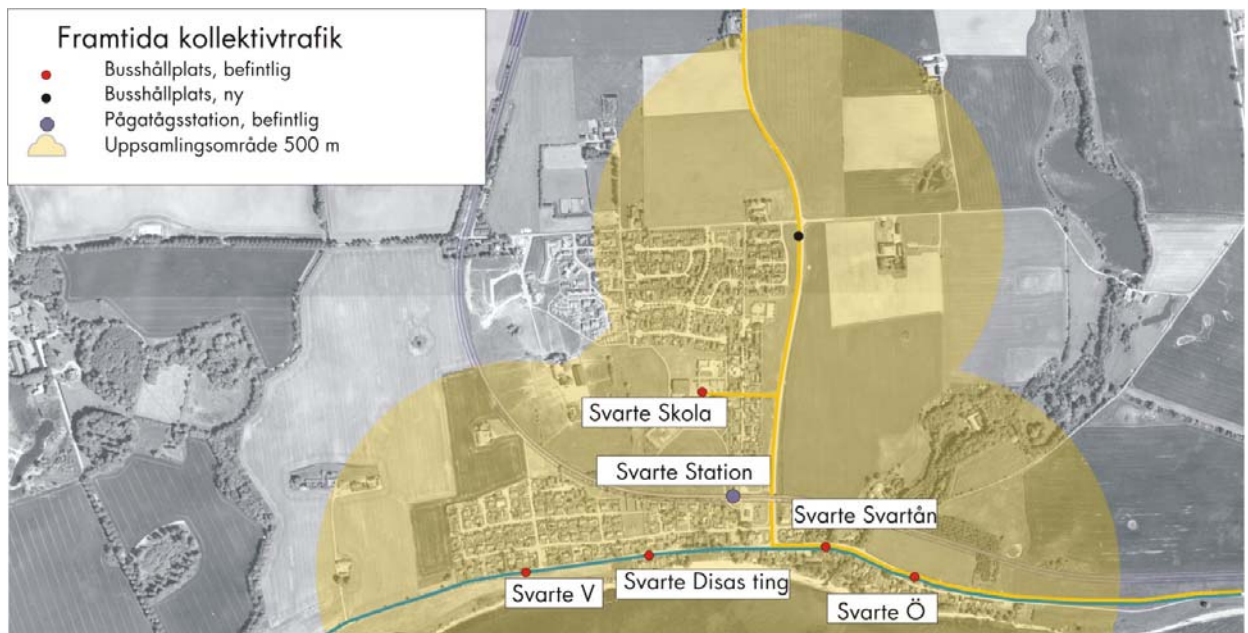 Framtida kollektivtrafik
Busshållplats, befintlig
Busshållplats, ny
Pågatågsstation, befintlig
Uppsamlingsområde 500 m
Svarte Skola
Svarte Station
Svarte Svartån
Svarte V
Svarte Disas ting
Svarte Ö